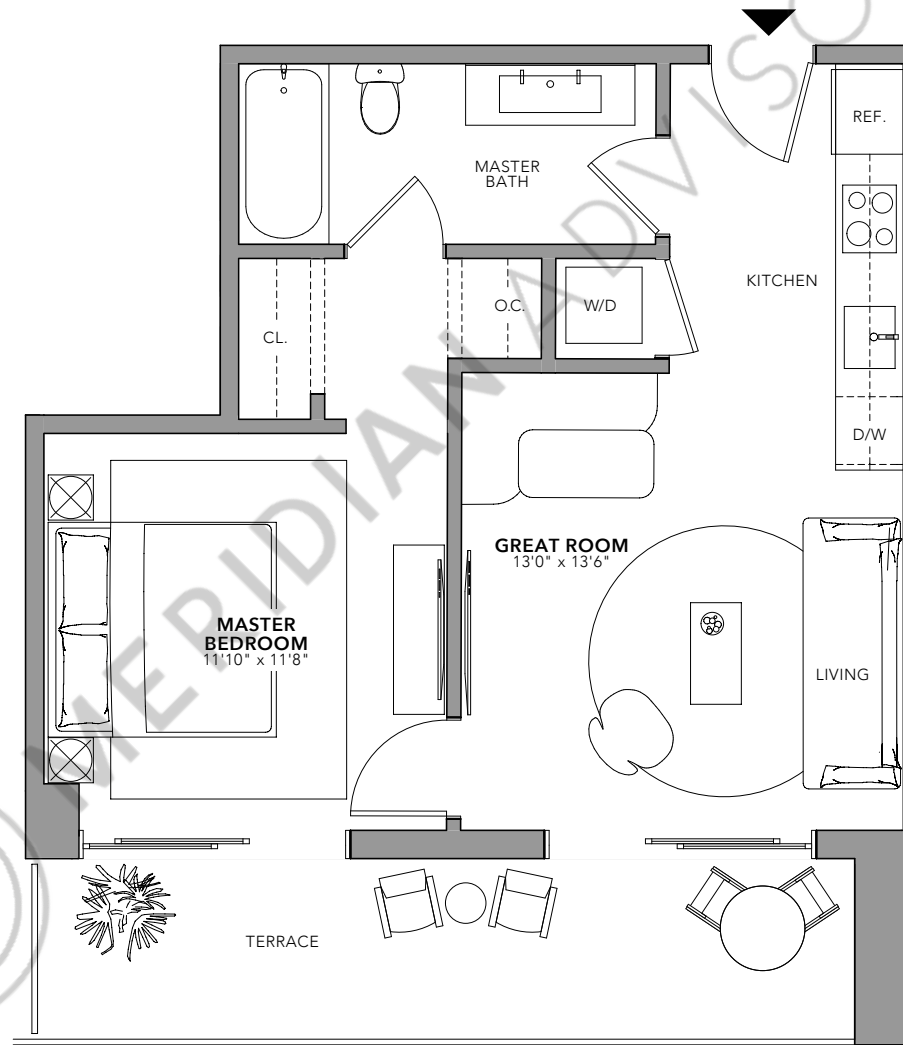 REF.
MASTER
BATH
KITCHEN
O.C.
W/D
CL.
D/W
GREAT ROOM
13'0" x 13'6"
MASTER
BEDROOM
11'10" x 11'8"
LIVING
TERRACE
MERIDIAN